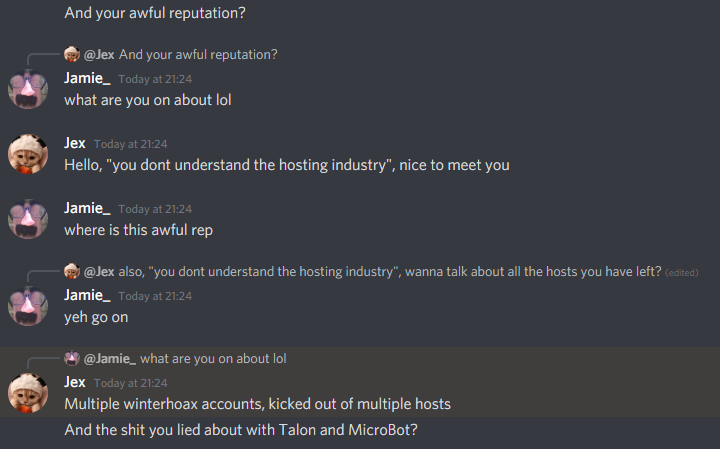 And your awful reputation?
@Jex And your awful reputation?
Jamie_ Today at 21:24
what are you on about lol
Jex Today at 21:24
Hello, "you dont understand the hosting industry", nice to meet you
Jamie_ Today at 21:24
where is this awful rep
@Jex also, "you dont understand the hosting industry", wanna talk about all the hosts you have left? (edited)
Jamie_ Today at 21:24
yeh go on
@Jamie_ what are you on about lol
Jex Today at 21:24
Multiple winterhoax accounts, kicked out of multiple hosts
And the shit you lied about with Talon and MicroBot?